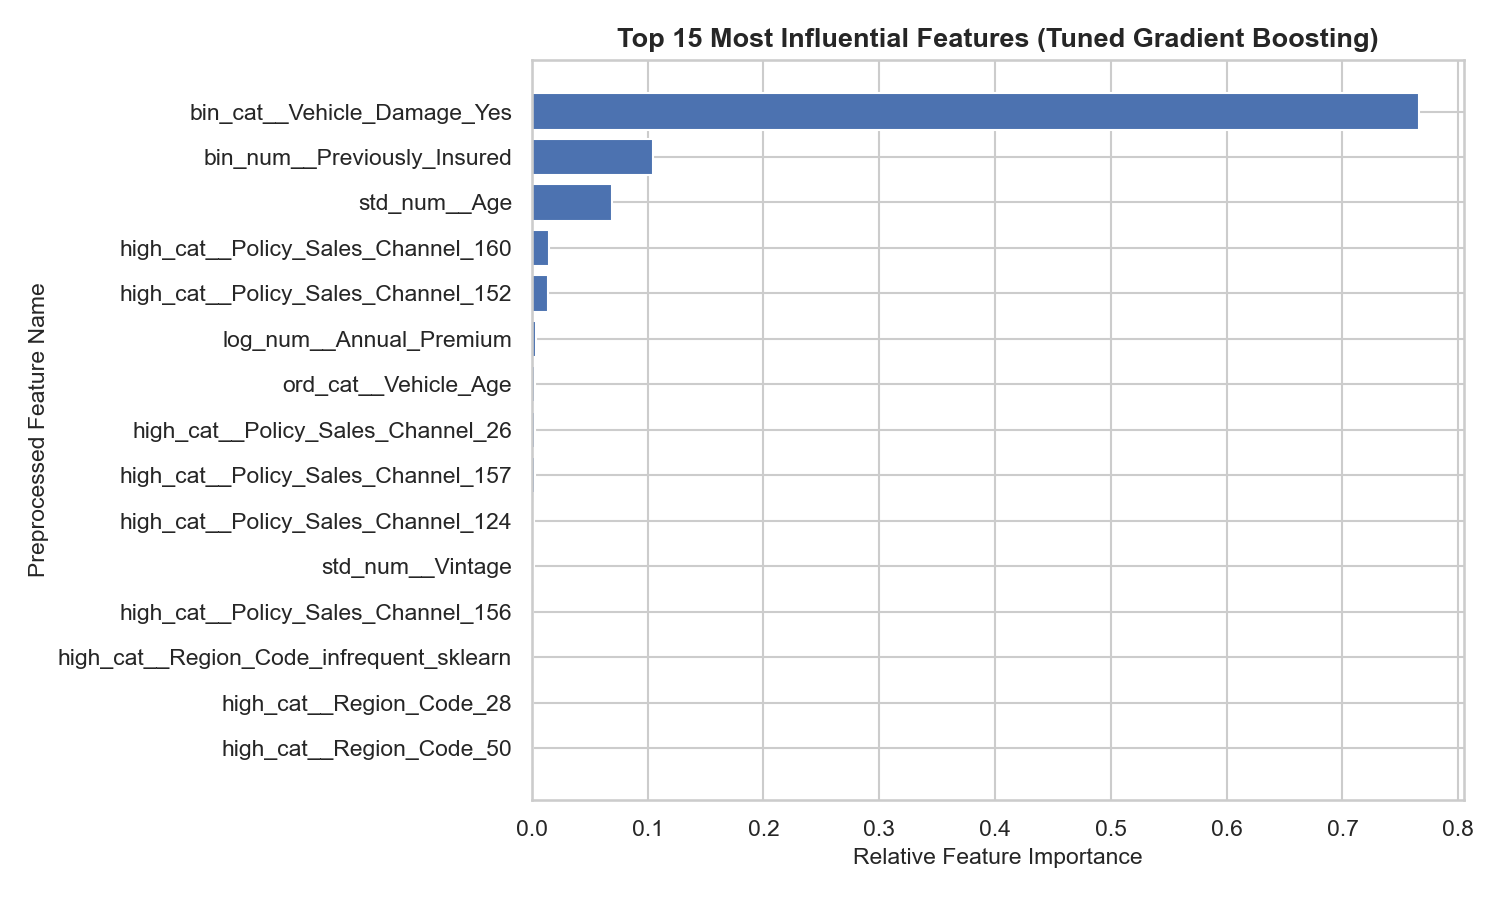 Top 15 Most Influential Features (Tuned Gradient Boosting)
Preprocessed Feature Name
bin_cat__Vehicle_Damage_Yes
bin_num__Previously_Insured
std_num__Age
high_cat__Policy_Sales_Channel_160
high_cat__Policy_Sales_Channel_152
log_num__Annual_Premium
ord_cat__Vehicle_Age
high_cat__Policy_Sales_Channel_26
high_cat__Policy_Sales_Channel_157
high_cat__Policy_Sales_Channel_124
std_num__Vintage
high_cat__Policy_Sales_Channel_156
high_cat__Region_Code_infrequent_sklearn
high_cat__Region_Code_28
high_cat__Region_Code_50
0.0 0.1 0.2 0.3 0.4 0.5 0.6 0.7 0.8
Relative Feature Importance